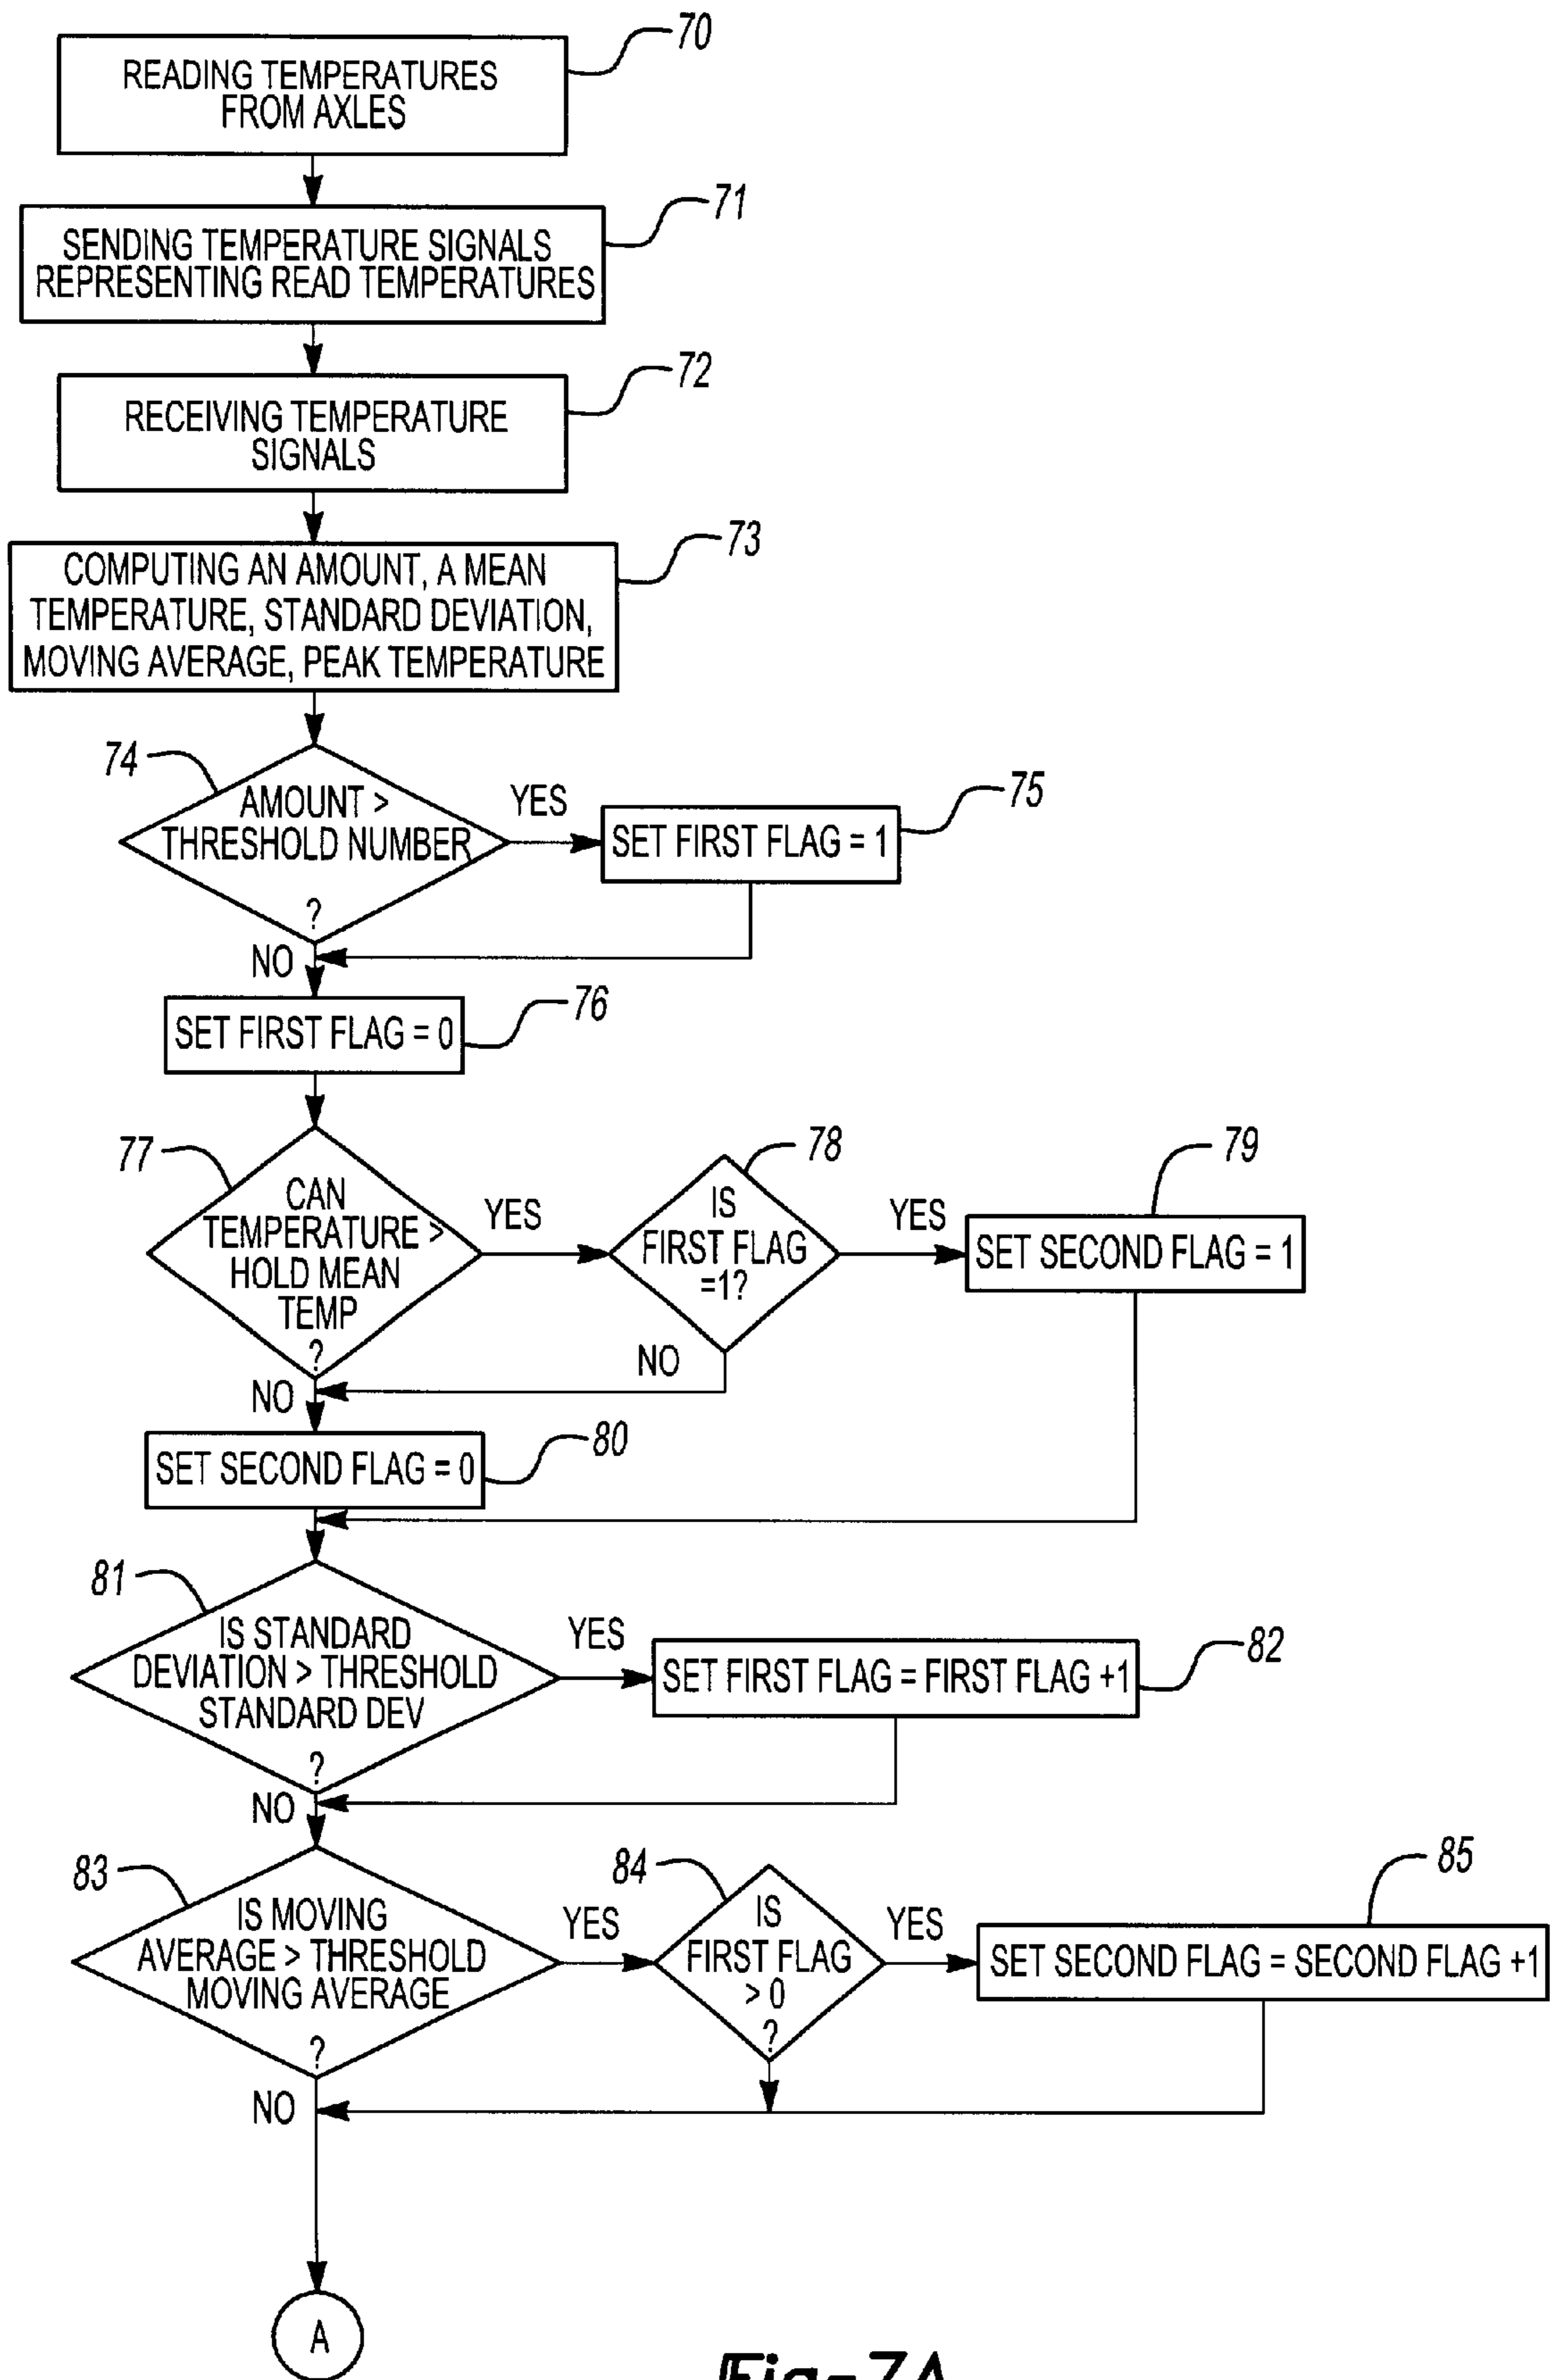 70
READING TEMPERATURES
FROM AXLES
71
SENDING TEMPERATURE SIGNALS
REPRESENTING READ TEMPERATURES
72
RECEIVING TEMPERATURE
SIGNALS
73
COMPUTING AN AMOUNT, A MEAN
TEMPERATURE, STANDARD DEVIATION,
MOVING AVERAGE, PEAK TEMPERATURE
74
AMOUNT >
THRESHOLD NUMBER
?
YES
75
SET FIRST FLAG = 1
NO
76
SET FIRST FLAG = 0
77
CAN
TEMPERATURE >
HOLD MEAN
TEMP
?
YES
78
IS
FIRST FLAG
=1?
YES
79
SET SECOND FLAG = 1
NO
NO
80
SET SECOND FLAG = 0
81
IS STANDARD
DEVIATION > THRESHOLD
STANDARD DEV
?
YES
82
SET FIRST FLAG = FIRST FLAG +1
NO
83
IS MOVING
AVERAGE > THRESHOLD
MOVING AVERAGE
?
YES
84
IS
FIRST FLAG
> 0
?
YES
85
SET SECOND FLAG = SECOND FLAG +1
NO
A
Fig-7A